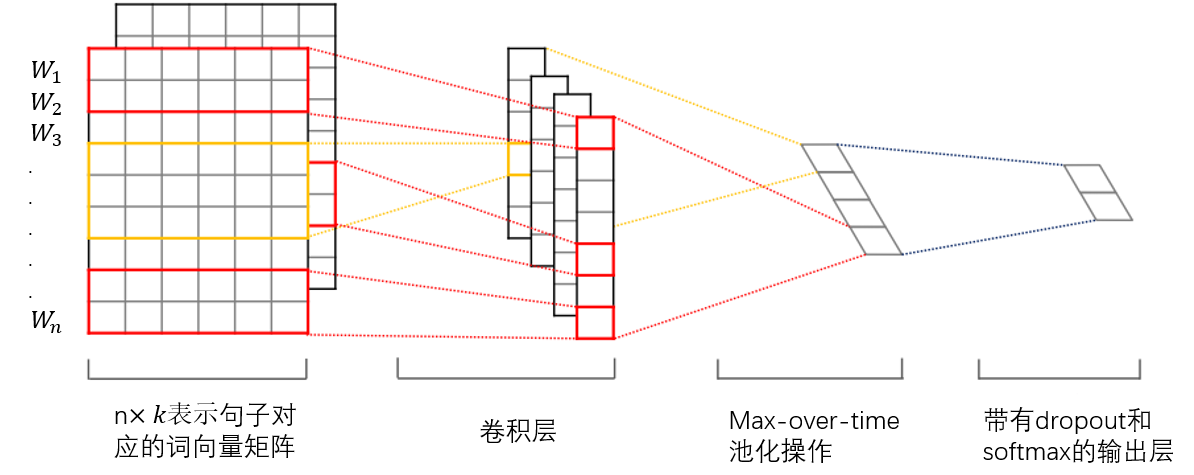 W1
W2
W3
.
.
.
.
.
Wn
n× k表示句子对
应的词向量矩阵
卷积层
Max-over-time
池化操作
带有dropout和
softmax的输出层